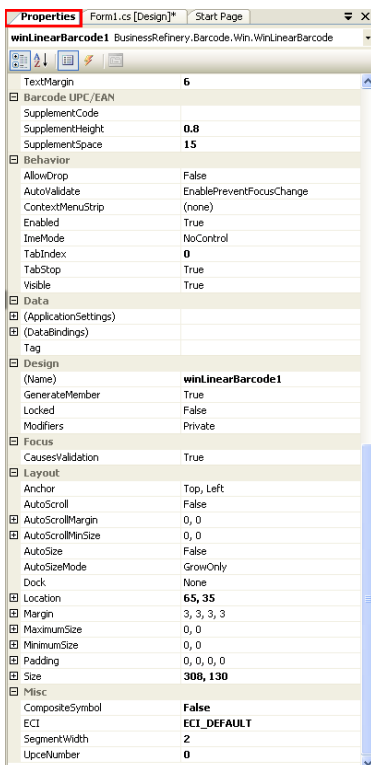 Properties Form1.cs [Design]* Start Page
winLinearBarcode1 BusinessRefinery.Barcode.Win.WinLinearBarcode
TextMargin 6
Barcode UPC/EAN
SupplementCode
SupplementHeight 0.8
SupplementSpace 15
Behavior
AllowDrop False
AutoValidate EnablePreventFocusChange
ContextMenuStrip (none)
Enabled True
ImeMode NoControl
TabIndex 0
TabStop True
Visible True
Data
(ApplicationSettings)
(DataBindings)
Tag
Design
(Name) winLinearBarcode1
GenerateMember True
Locked False
Modifiers Private
Focus
CausesValidation True
Layout
Anchor Top, Left
AutoScroll False
AutoScrollMargin 0, 0
AutoScrollMinSize 0, 0
AutoSize False
AutoSizeMode GrowOnly
Dock None
Location 65, 35
Margin 3, 3, 3, 3
MaximumSize 0, 0
MinimumSize 0, 0
Padding 0, 0, 0, 0
Size 308, 130
Misc
CompositeSymbol False
ECI ECI_DEFAULT
SegmentWidth 2
UpceNumber 0